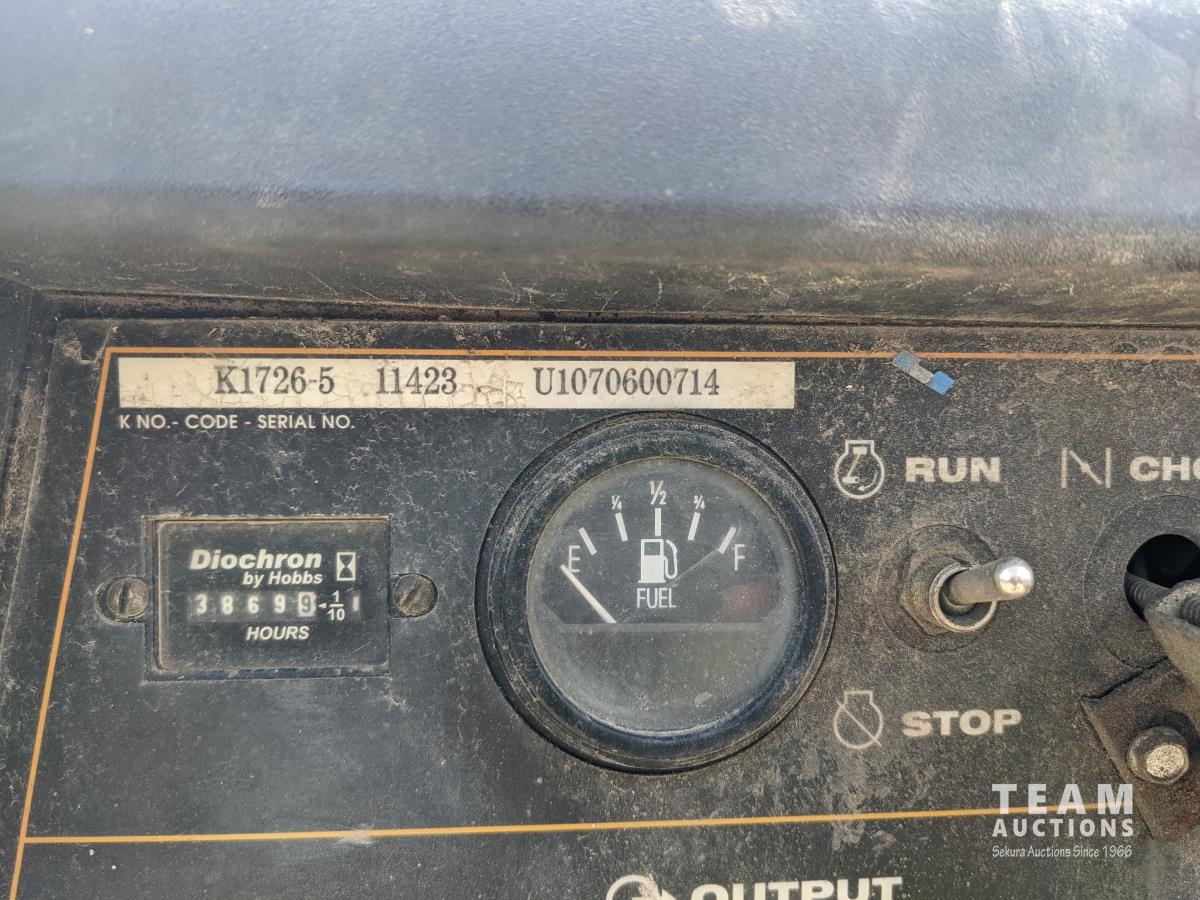 K1726-5 11423 U1070600714
K NO.- CODE - SERIAL NO.
Diochron
by Hobbs
38699 1/10
HOURS
E 1/4 1/2 3/4 F
FUEL
RUN
CHO
STOP
OUTPUT
TEAM
AUCTIONS
Sekura Auctions Since 1966